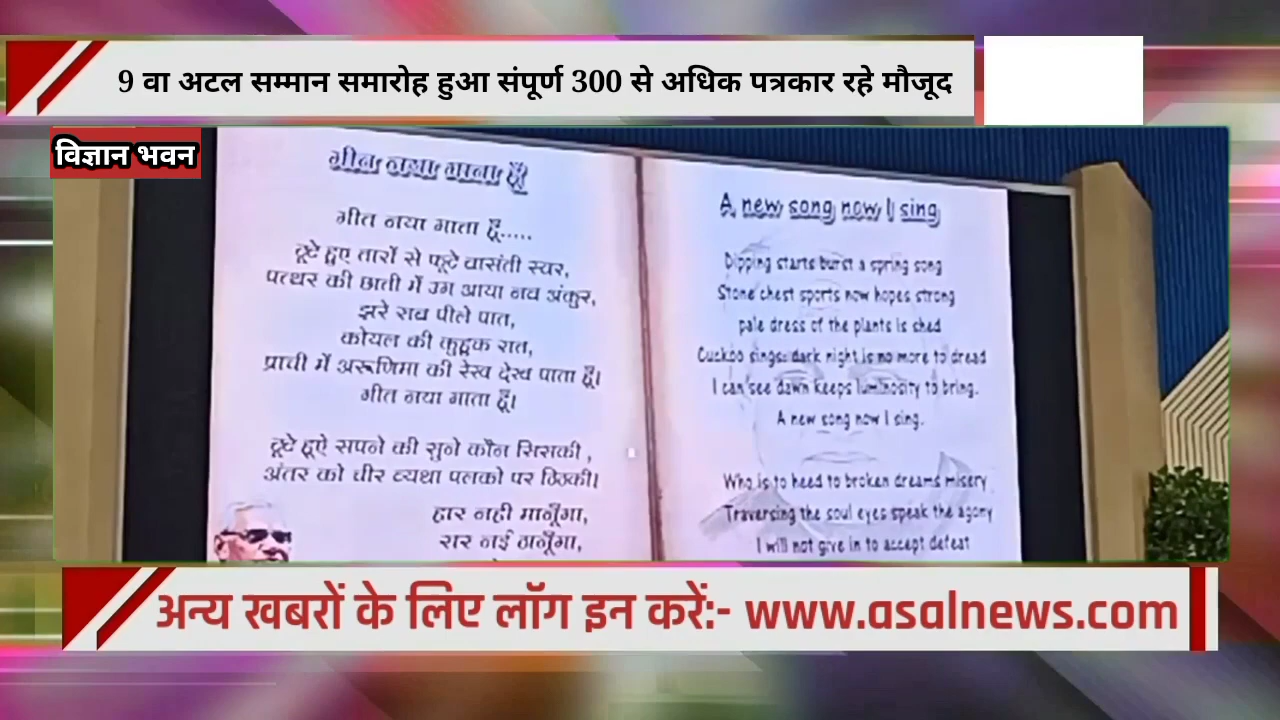 9 वा अटल सम्मान समारोह हुआ संपूर्ण 300 से अधिक पत्रकार रहे मौजूद
विज्ञान भवन
गीत नया गाता हूँ
गीत नया गाता हूँ.....
टूटे हुए तारों से फूटे वासंती स्वर,
पत्थर की छाती में उग आया नव अंकुर,
झरे सब पीले पात,
कोयल की कुहूक रात,
प्राची में अरूणिमा की रेख देख पाता हूँ।
गीत नया गाता हूँ।
टूटे हूऐ सपने की सुने कौन सिसकी ,
अंतर को चीर व्यथा पलको पर ठिठकी।
हार नही मानूँगा,
रार नई ठानूँगा,
A new song now I sing
Dipping starts burst a spring song
Stone chest sports now hopes strong
pale dress of the plants is shed
Cuckoo sings: dark night is no more to dread
I can see dawn keeps luminosity to bring.
A new song now I sing.
Who is to heed to broken dreams misery
Traversing the soul eyes speak the agony
I will not give in to accept defeat
अन्य खबरों के लिए लॉग इन करें:- www.asalnews.com